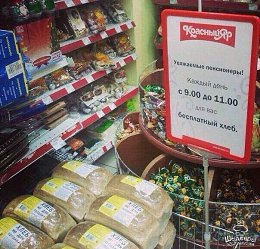 КрасныйЯр
Уважаемые пенсионеры!
Каждый день
с 9.00 до 11.00
для вас
бесплатный хлеб.